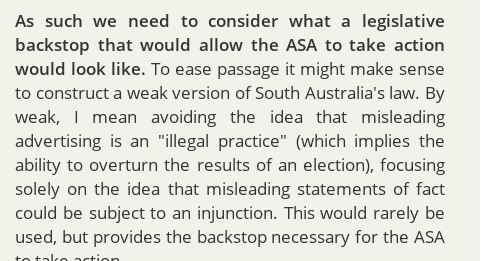 As such we need to consider what a legislative
backstop that would allow the ASA to take action
would look like. To ease passage it might make sense
to construct a weak version of South Australia's law. By
weak, I mean avoiding the idea that misleading
advertising is an "illegal practice" (which implies the
ability to overturn the results of an election), focusing
solely on the idea that misleading statements of fact
could be subject to an injunction. This would rarely be
used, but provides the backstop necessary for the ASA
to take action.